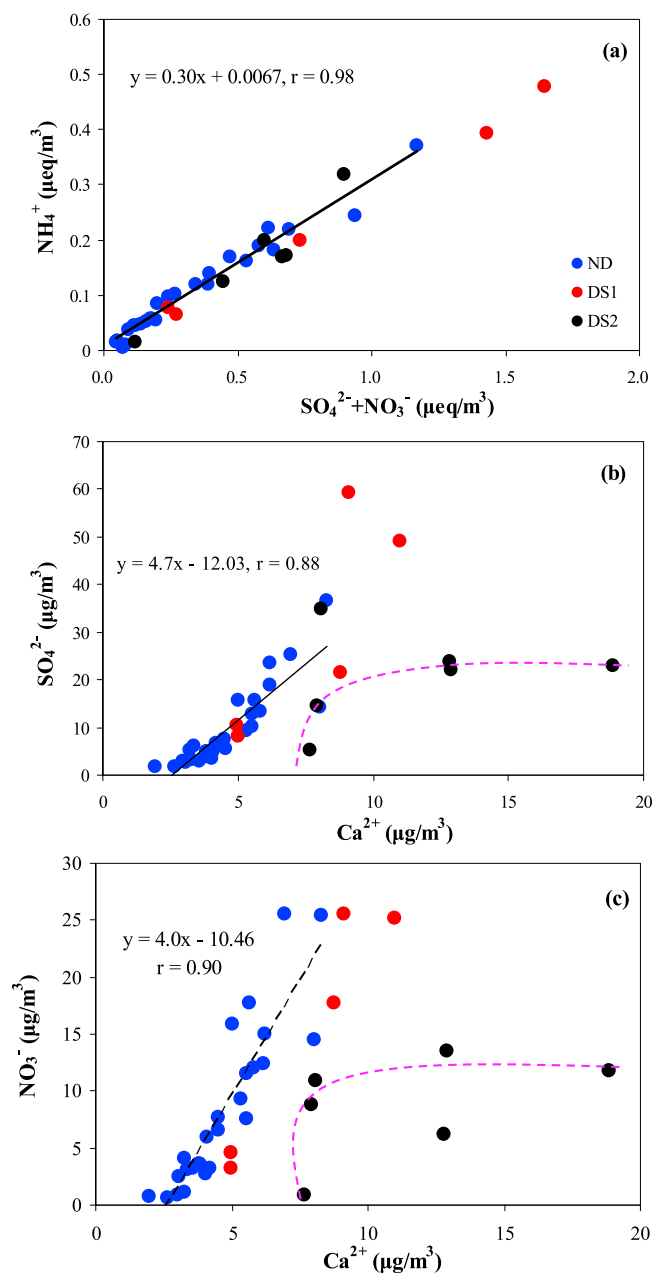 (a)
y = 0.30x + 0.0067, r = 0.98
NH₄⁺ (μeq/m³)
0.6
0.5
0.4
0.3
0.2
0.1
0
ND
DS1
DS2
0.0 0.5 1.0 1.5 2.0
SO₄²⁻+NO₃⁻ (μeq/m³)
(b)
y = 4.7x - 12.03, r = 0.88
SO₄²⁻ (μg/m³)
70
60
50
40
30
20
10
0
0 5 10 15 20
Ca²⁺ (μg/m³)
(c)
y = 4.0x - 10.46
r = 0.90
NO₃⁻ (μg/m³)
30
25
20
15
10
5
0
0 5 10 15 20
Ca²⁺ (μg/m³)